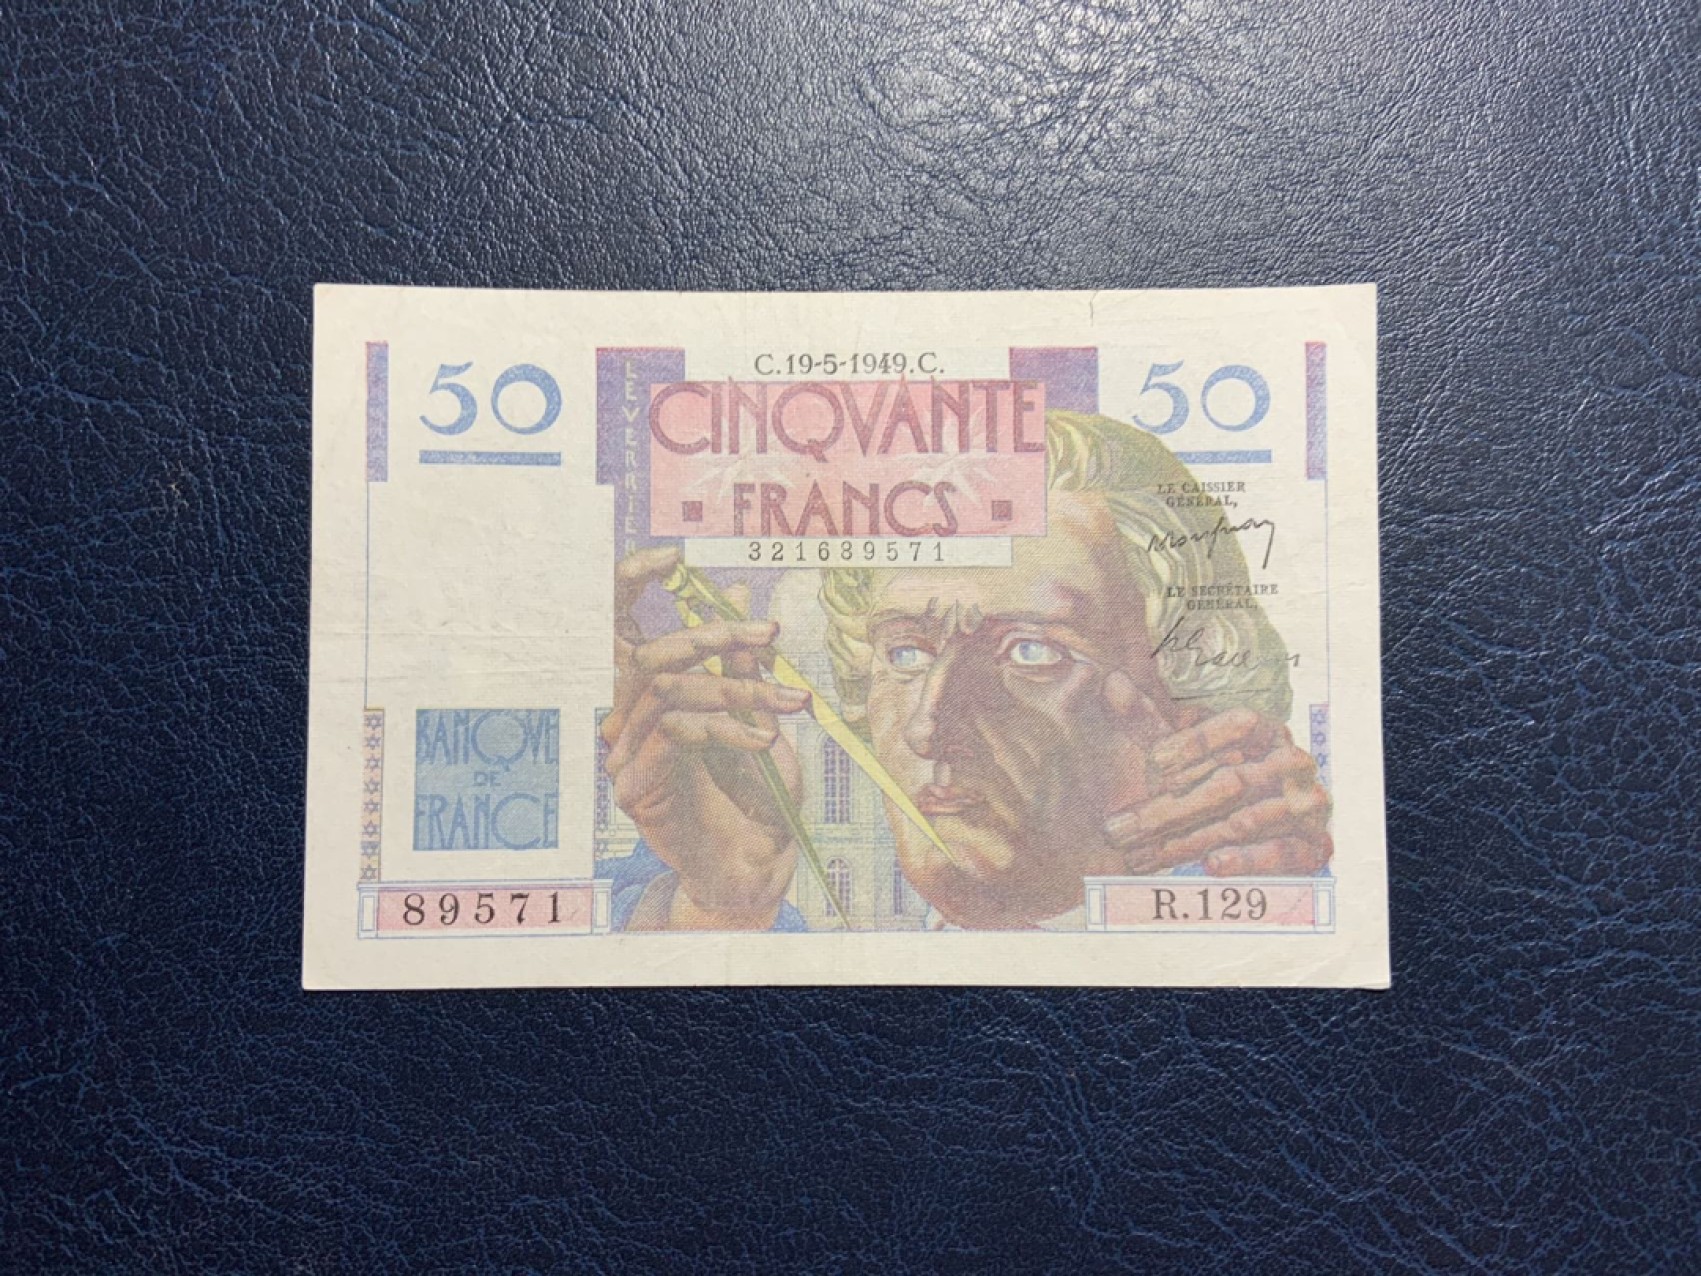 C.19-5-1949.C.
50
LE VERRIER
CINQVANTE
FRANCS
50
321689571
LE CAISSIER
GÉNÉRAL,
LE SECRÉTAIRE
GÉNÉRAL,
BANQVE
DE
FRANCE
89571
R.129